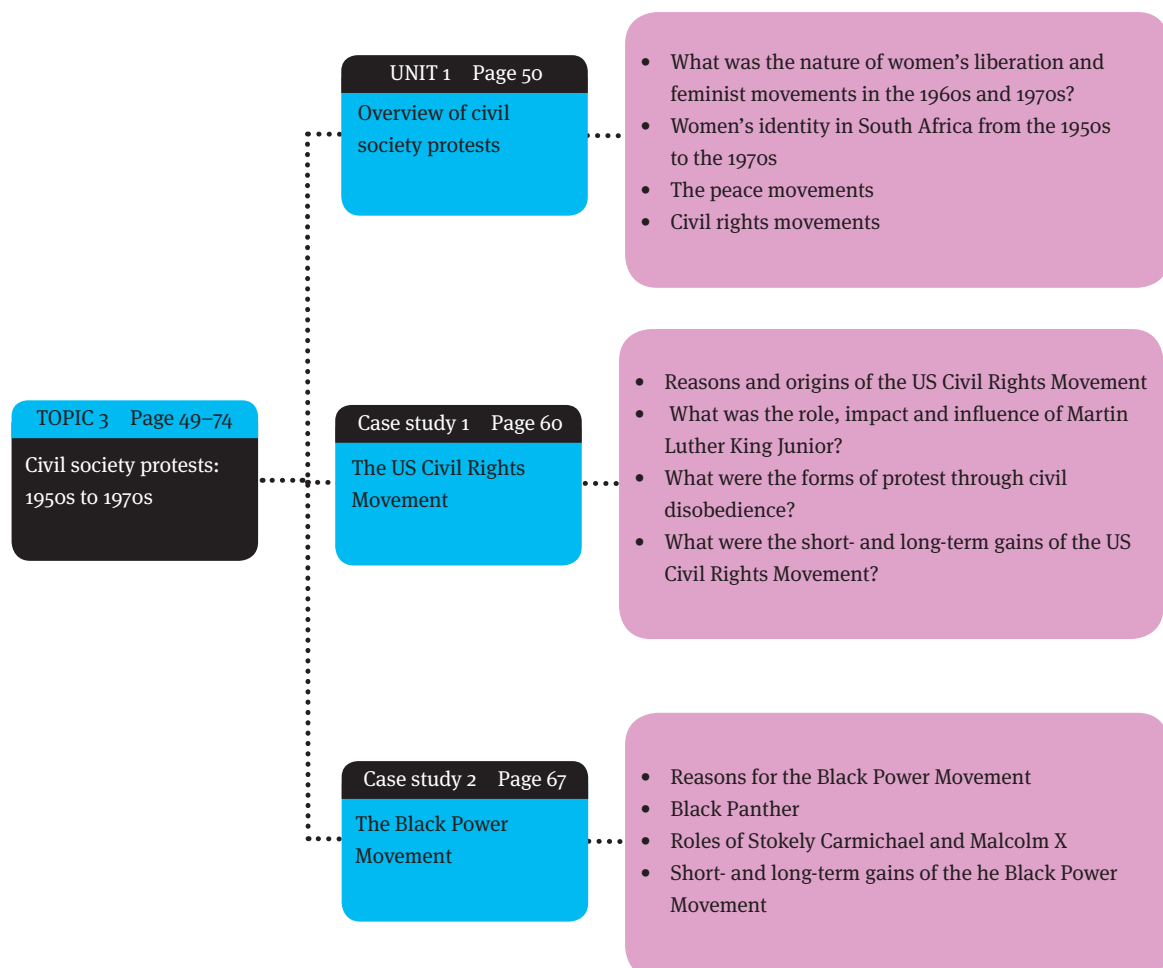 TOPIC 3 Page 49–74
Civil society protests:
1950s to 1970s
UNIT 1 Page 50
Overview of civil
society protests
• What was the nature of women’s liberation and
feminist movements in the 1960s and 1970s?
• Women’s identity in South Africa from the 1950s
to the 1970s
• The peace movements
• Civil rights movements
Case study 1 Page 60
The US Civil Rights
Movement
• Reasons and origins of the US Civil Rights Movement
• What was the role, impact and influence of Martin
Luther King Junior?
• What were the forms of protest through civil
disobedience?
• What were the short- and long-term gains of the US
Civil Rights Movement?
Case study 2 Page 67
The Black Power
Movement
• Reasons for the Black Power Movement
• Black Panther
• Roles of Stokely Carmichael and Malcolm X
• Short- and long-term gains of the he Black Power
Movement